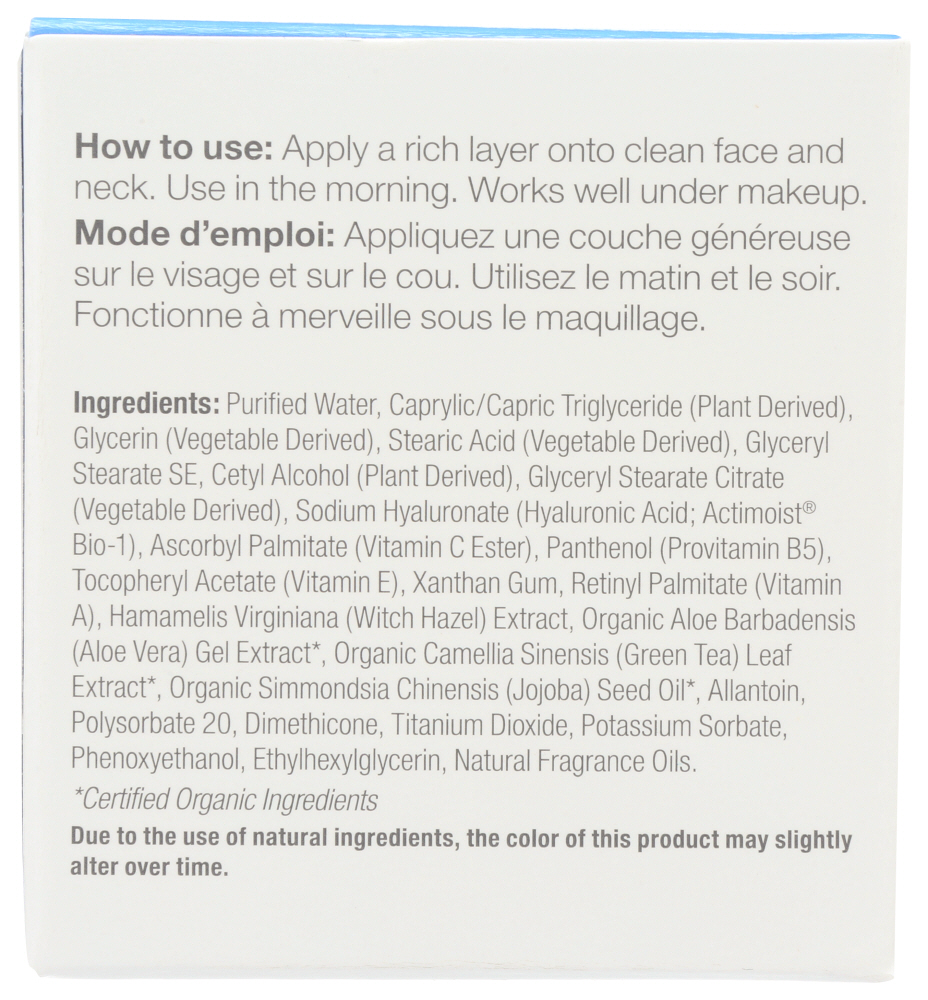 How to use: Apply a rich layer onto clean face and
neck. Use in the morning. Works well under makeup.
Mode d’emploi: Appliquez une couche généreuse
sur le visage et sur le cou. Utilisez le matin et le soir.
Fonctionne à merveille sous le maquillage.
Ingredients: Purified Water, Caprylic/Capric Triglyceride (Plant Derived),
Glycerin (Vegetable Derived), Stearic Acid (Vegetable Derived), Glyceryl
Stearate SE, Cetyl Alcohol (Plant Derived), Glyceryl Stearate Citrate
(Vegetable Derived), Sodium Hyaluronate (Hyaluronic Acid; Actimoist®
Bio-1), Ascorbyl Palmitate (Vitamin C Ester), Panthenol (Provitamin B5),
Tocopheryl Acetate (Vitamin E), Xanthan Gum, Retinyl Palmitate (Vitamin
A), Hamamelis Virginiana (Witch Hazel) Extract, Organic Aloe Barbadensis
(Aloe Vera) Gel Extract*, Organic Camellia Sinensis (Green Tea) Leaf
Extract*, Organic Simmondsia Chinensis (Jojoba) Seed Oil*, Allantoin,
Polysorbate 20, Dimethicone, Titanium Dioxide, Potassium Sorbate,
Phenoxyethanol, Ethylhexylglycerin, Natural Fragrance Oils.
*Certified Organic Ingredients
Due to the use of natural ingredients, the color of this product may slightly
alter over time.